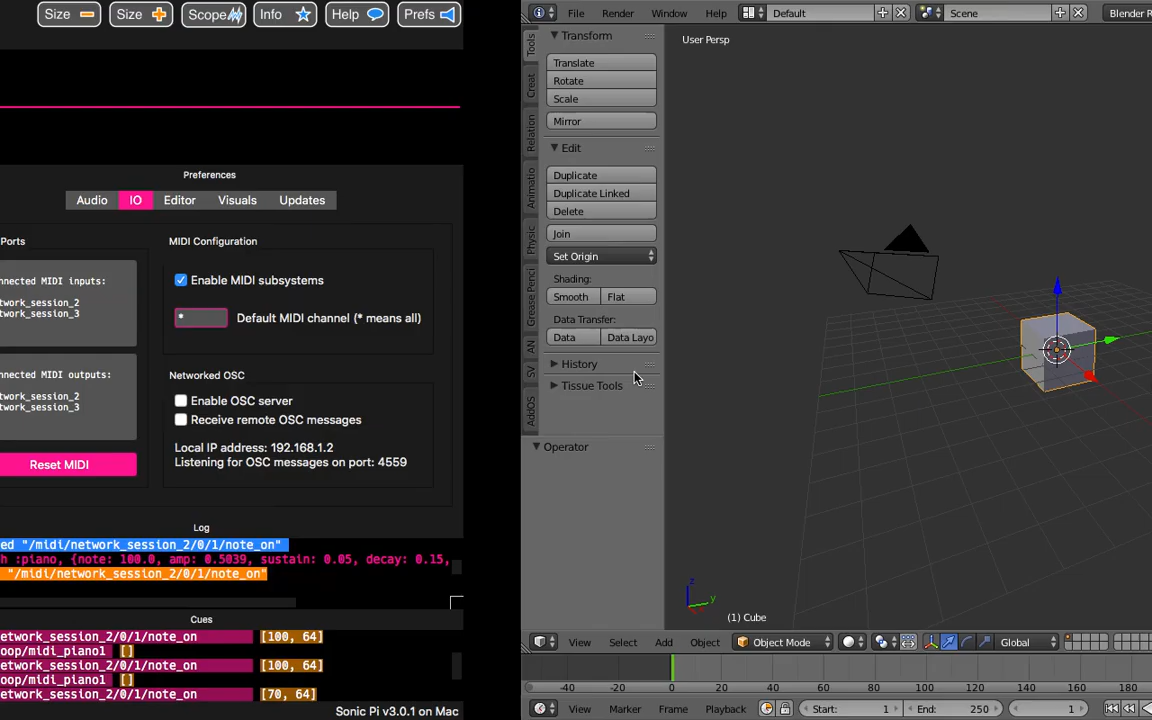 Size
Size
Scope
Info
Help
Prefs
Preferences
Audio
IO
Editor
Visuals
Updates
Ports
nnected MIDI inputs:
twork_session_2
twork_session_3
nnected MIDI outputs:
etwork_session_2
etwork_session_3
Reset MIDI
MIDI Configuration
Enable MIDI subsystems
*
Default MIDI channel (* means all)
Networked OSC
Enable OSC server
Receive remote OSC messages
Local IP address: 192.168.1.2
Listening for OSC messages on port: 4559
Log
ed "/midi/network_session_2/0/1/note_on"
h :piano, {note: 100.0, amp: 0.5039, sustain: 0.05, decay: 0.15,
"/midi/network_session_2/0/1/note_on"
Cues
etwork_session_2/0/1/note_on [100, 64]
oop/midi_piano1 []
etwork_session_2/0/1/note_on [100, 64]
oop/midi_piano1 []
etwork_session_2/0/1/note_on [70, 64]
Sonic Pi v3.0.1 on Mac
File
Render
Window
Help
Default
Scene
Blender R
Tools
Creat
Relation
Animatio
Physic
Grease Penci
AN
SV
AddOS
Transform
Translate
Rotate
Scale
Mirror
Edit
Duplicate
Duplicate Linked
Delete
Join
Set Origin
Shading:
Smooth
Flat
Data Transfer:
Data
Data Layo
History
Tissue Tools
Operator
User Persp
z
y
(1) Cube
View
Select
Add
Object
Object Mode
Global
-40 -20 0 20 40 60 80 100 120 140 160 180
View
Marker
Frame
Playback
Start: 1
End: 250
1